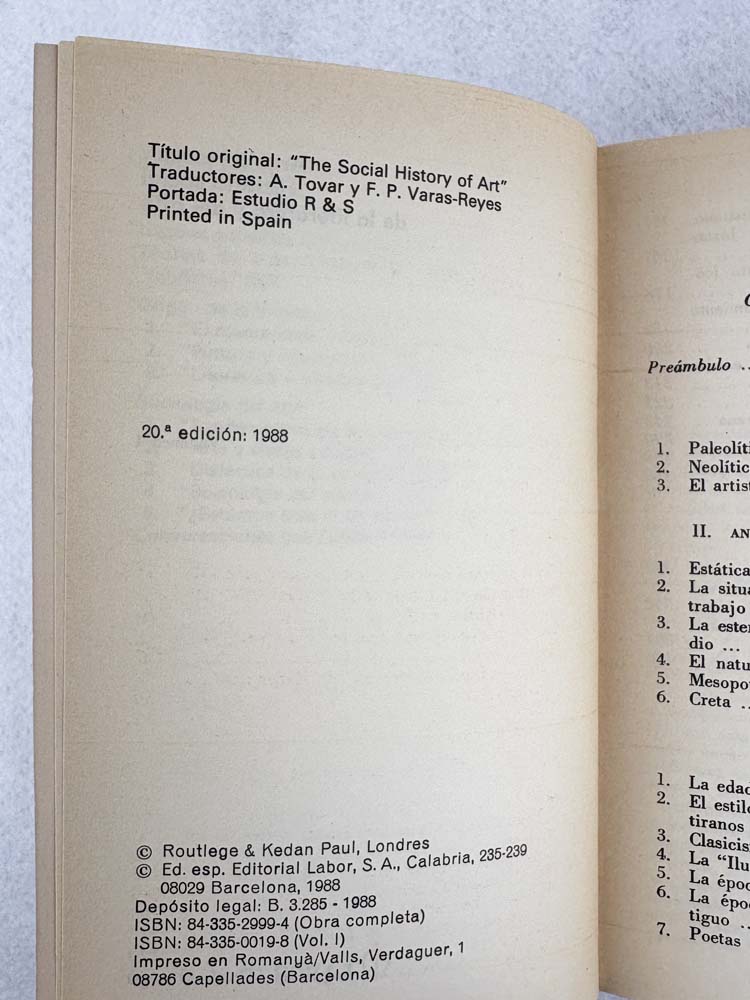 Título original: "The Social History of Art"
Traductores: A. Tovar y F. P. Varas-Reyes
Portada: Estudio R & S
Printed in Spain
20.ª edición: 1988
© Routlege & Kedan Paul, Londres
© Ed. esp. Editorial Labor, S. A., Calabria, 235-239
08029 Barcelona, 1988
Depósito legal: B. 3.285 - 1988
ISBN: 84-335-2999-4 (Obra completa)
ISBN: 84-335-0019-8 (Vol. I)
Impreso en Romanyà/Valls, Verdaguer, 1
08786 Capellades (Barcelona)
Preámbulo ..
1. Paleolíti
2. Neolític
3. El artis
II. AN
1. Estática
2. La situa
trabajo
3. La ester
dio ...
4. El natu
5. Mesopo
6. Creta ..
1. La edad
2. El estilo
tiranos
3. Clasicis
4. La "Ilu
5. La époc
6. La époc
tiguo ..
7. Poetas